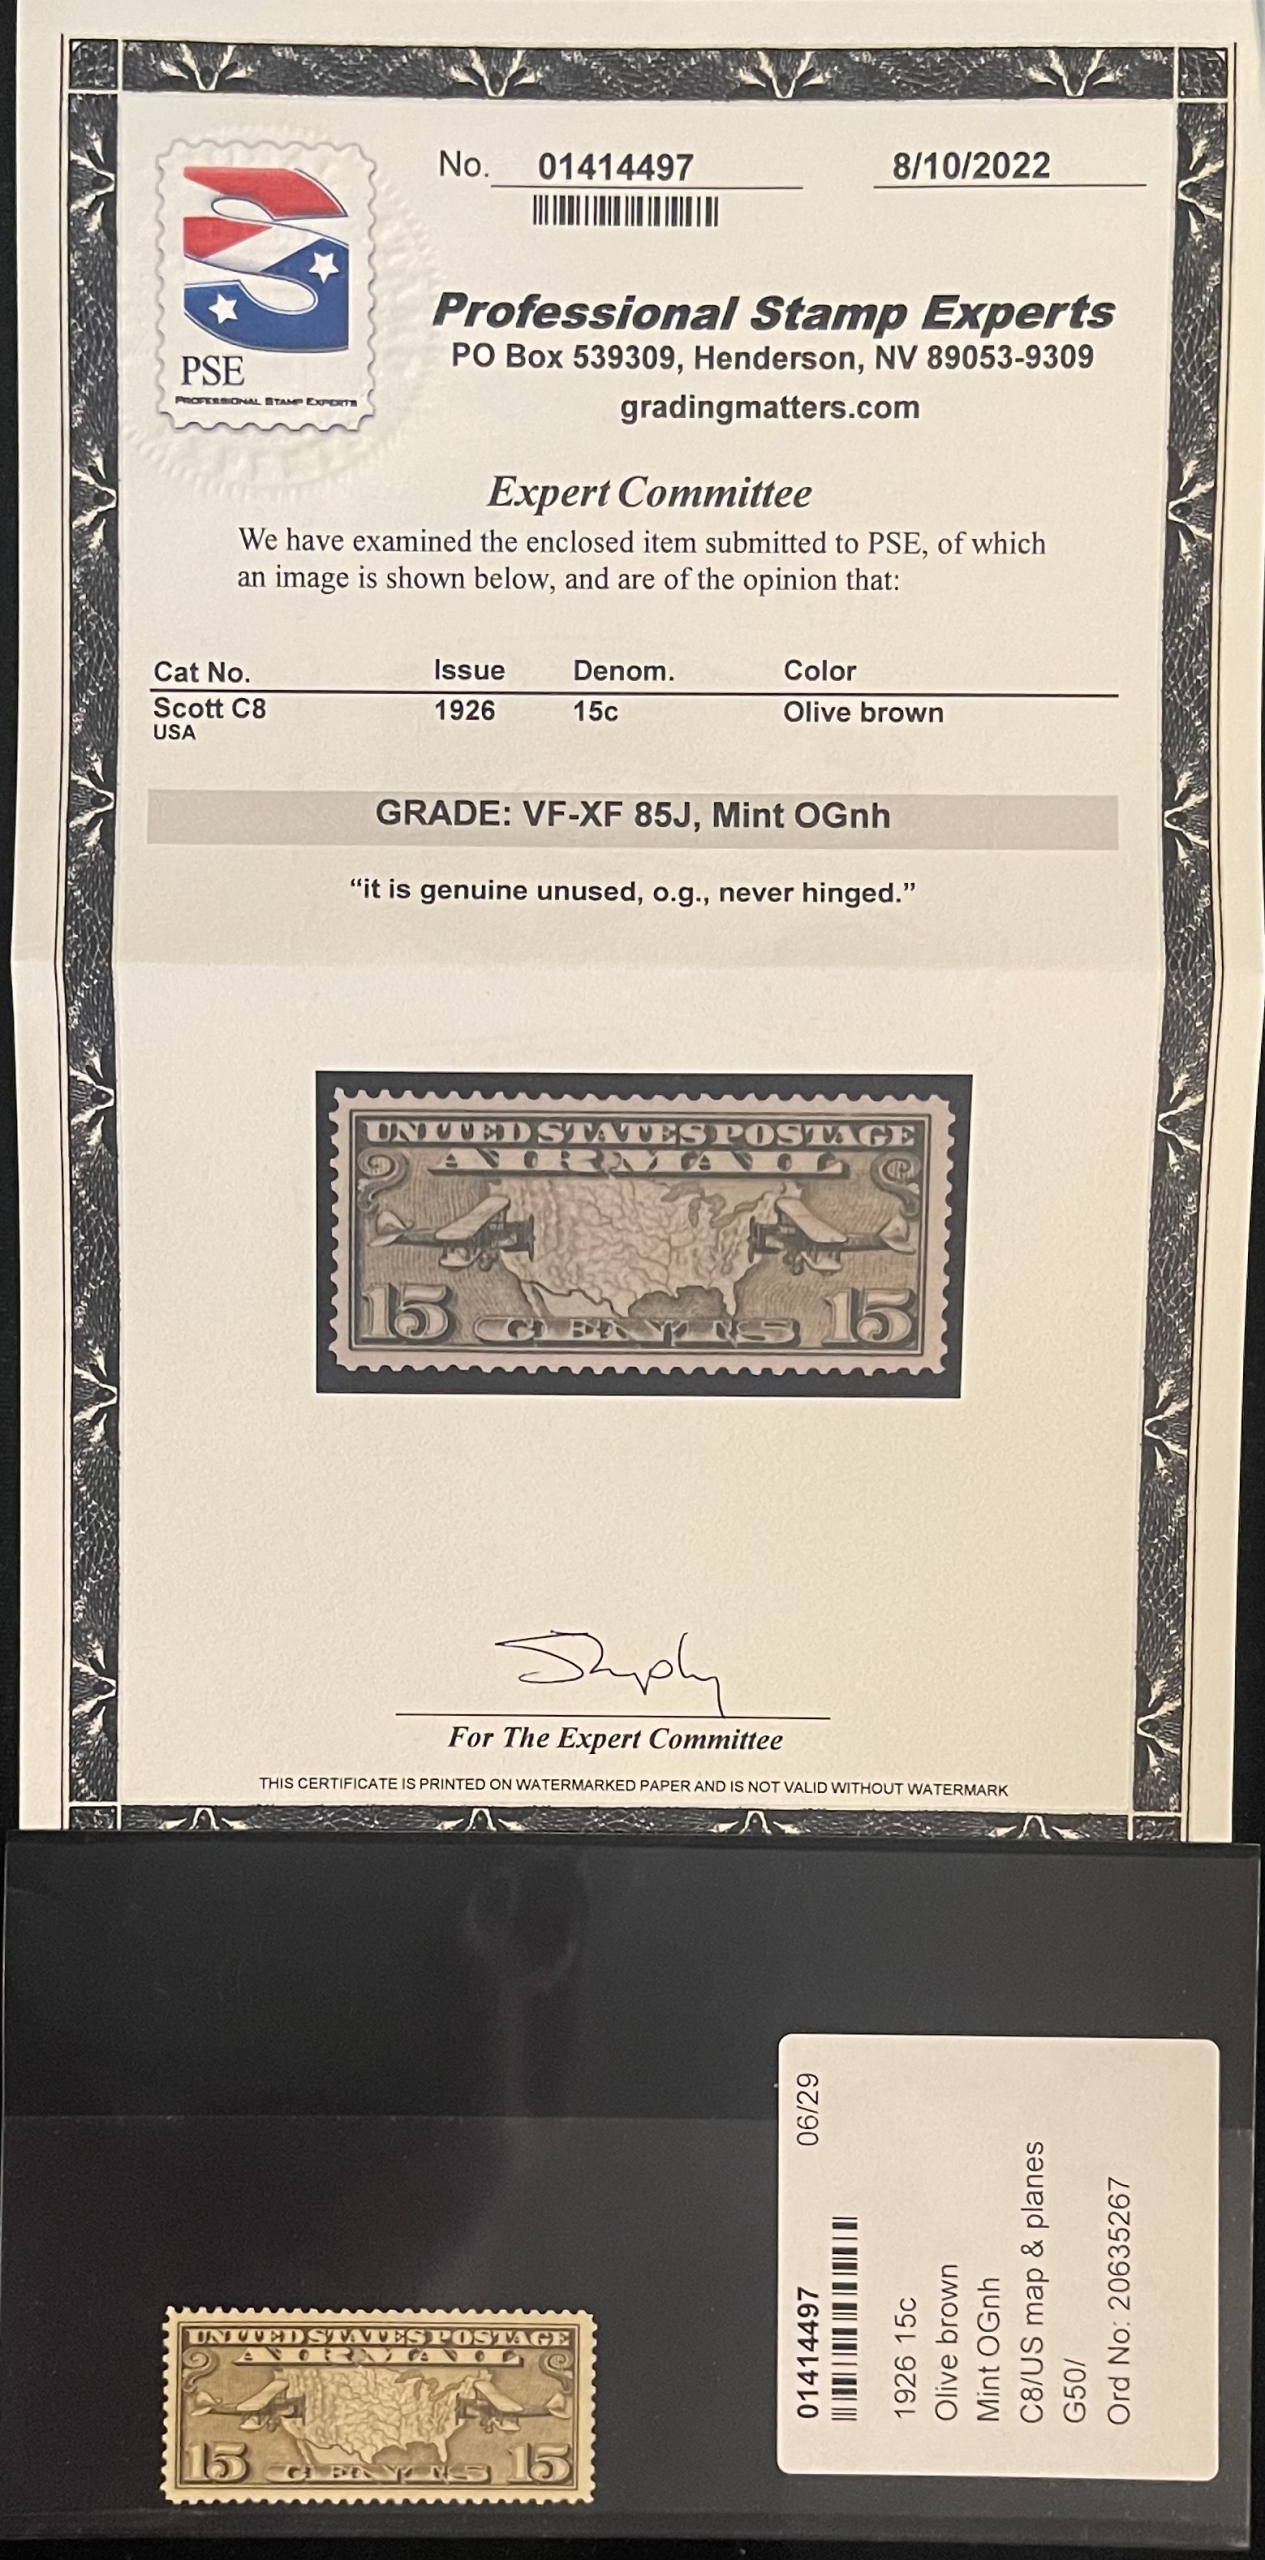 No. 01414497 8/10/2022
PSE
PROFESSIONAL STAMP EXPERTS
Professional Stamp Experts
PO Box 539309, Henderson, NV 89053-9309
gradingmatters.com
Expert Committee
We have examined the enclosed item submitted to PSE, of which
an image is shown below, and are of the opinion that:
Cat No. Issue Denom. Color
Scott C8 1926 15c Olive brown
USA
GRADE: VF-XF 85J, Mint OGnh
“it is genuine unused, o.g., never hinged.”
UNITED STATES POSTAGE
AIR MAIL
15 CENTS 15
For The Expert Committee
THIS CERTIFICATE IS PRINTED ON WATERMARKED PAPER AND IS NOT VALID WITHOUT WATERMARK
UNITED STATES POSTAGE
AIR MAIL
15 CENTS 15
01414497 06/29
1926 15c
Olive brown
Mint OGnh
C8/US map & planes
G50/
Ord No: 20635267